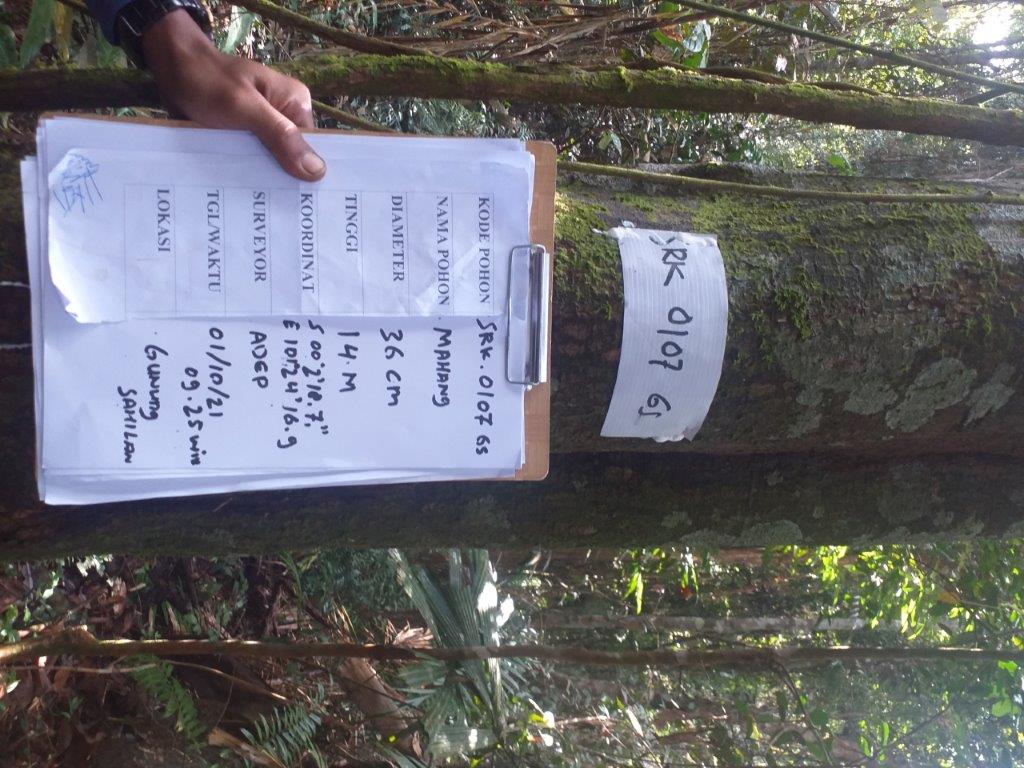 SRK 0107 GS
KODE POHON SRK. 0107 GS
NAMA POHON MAHANG
DIAMETER 36 cm
TINGGI 14. M
KOORDINAT S 00°2'18.7"
E 101°24'16.9
SURVEYOR ADEP
TGL/WAKTU 01/10/21
09.25 WIB
LOKASI GUNUNG
SAHILAN